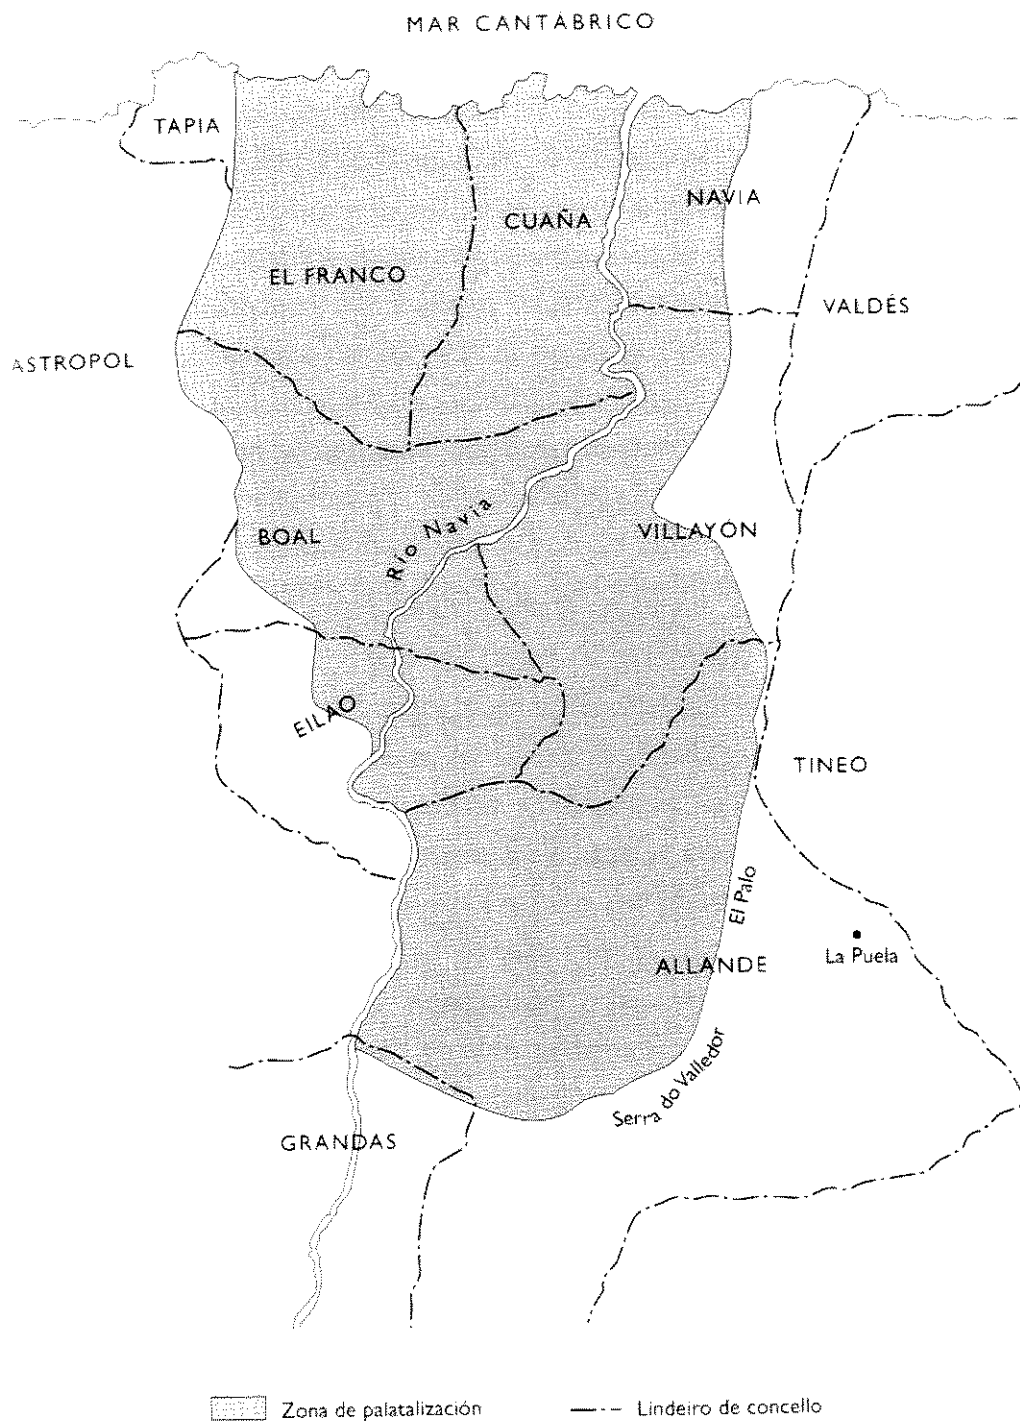 MAR CANTÁBRICO
TAPIA
NAVIA
CUAÑA
EL FRANCO
VALDÉS
ASTROPOL
Río Navia
BOAL
VILLAYÓN
EILAO
TINEO
El Palo
La Puela
ALLANDE
Serra do Valledor
GRANDAS
Zona de palatalización
Lindeiro de concello